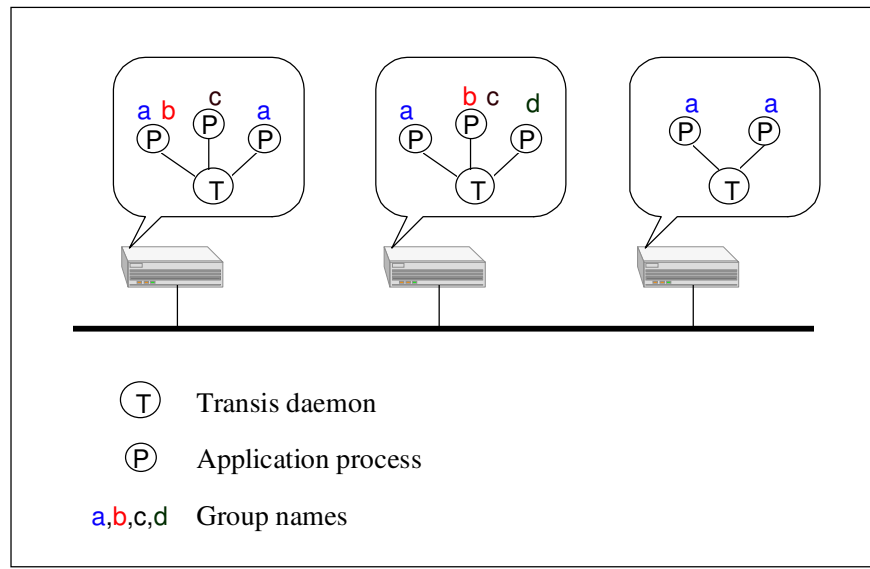 a b c a
P P P
T
a b c d
P P P
T
a a
P P
T
T Transis daemon
P Application process
a,b,c,d Group names